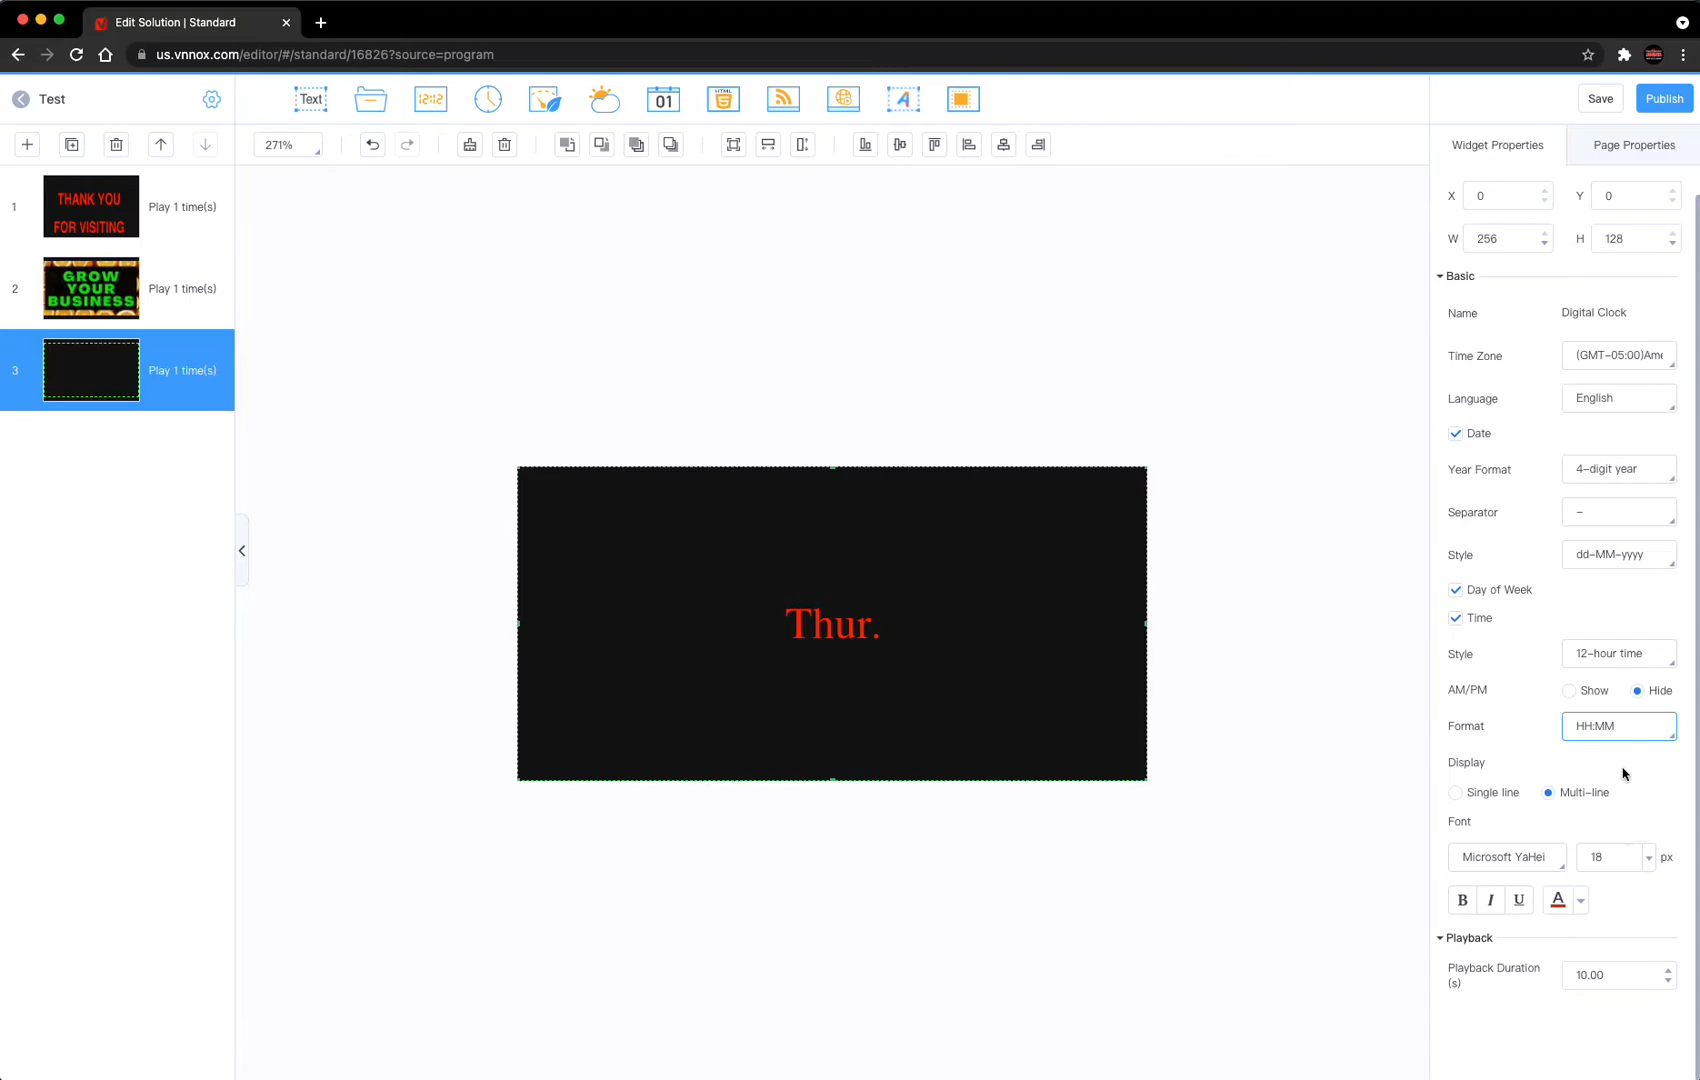 Edit Solution | Standard
us.vnnox.com/editor/#/standard/16826?source=program
Test
Text
12:12
01
HTML
A
Save
Publish
271%
Widget Properties
Page Properties
1
THANK YOU
FOR VISITING
Play 1 time(s)
2
GROW
YOUR
BUSINESS
Play 1 time(s)
3
Play 1 time(s)
Thur.
X 0 Y 0
W 256 H 128
Basic
Name Digital Clock
Time Zone (GMT-05:00)Ame
Language English
Date
Year Format 4-digit year
Separator -
Style dd-MM-yyyy
Day of Week
Time
Style 12-hour time
AM/PM Show Hide
Format HH:MM
Display
Single line Multi-line
Font
Microsoft YaHei 18 px
B I U A
Playback
Playback Duration
(s)
10.00